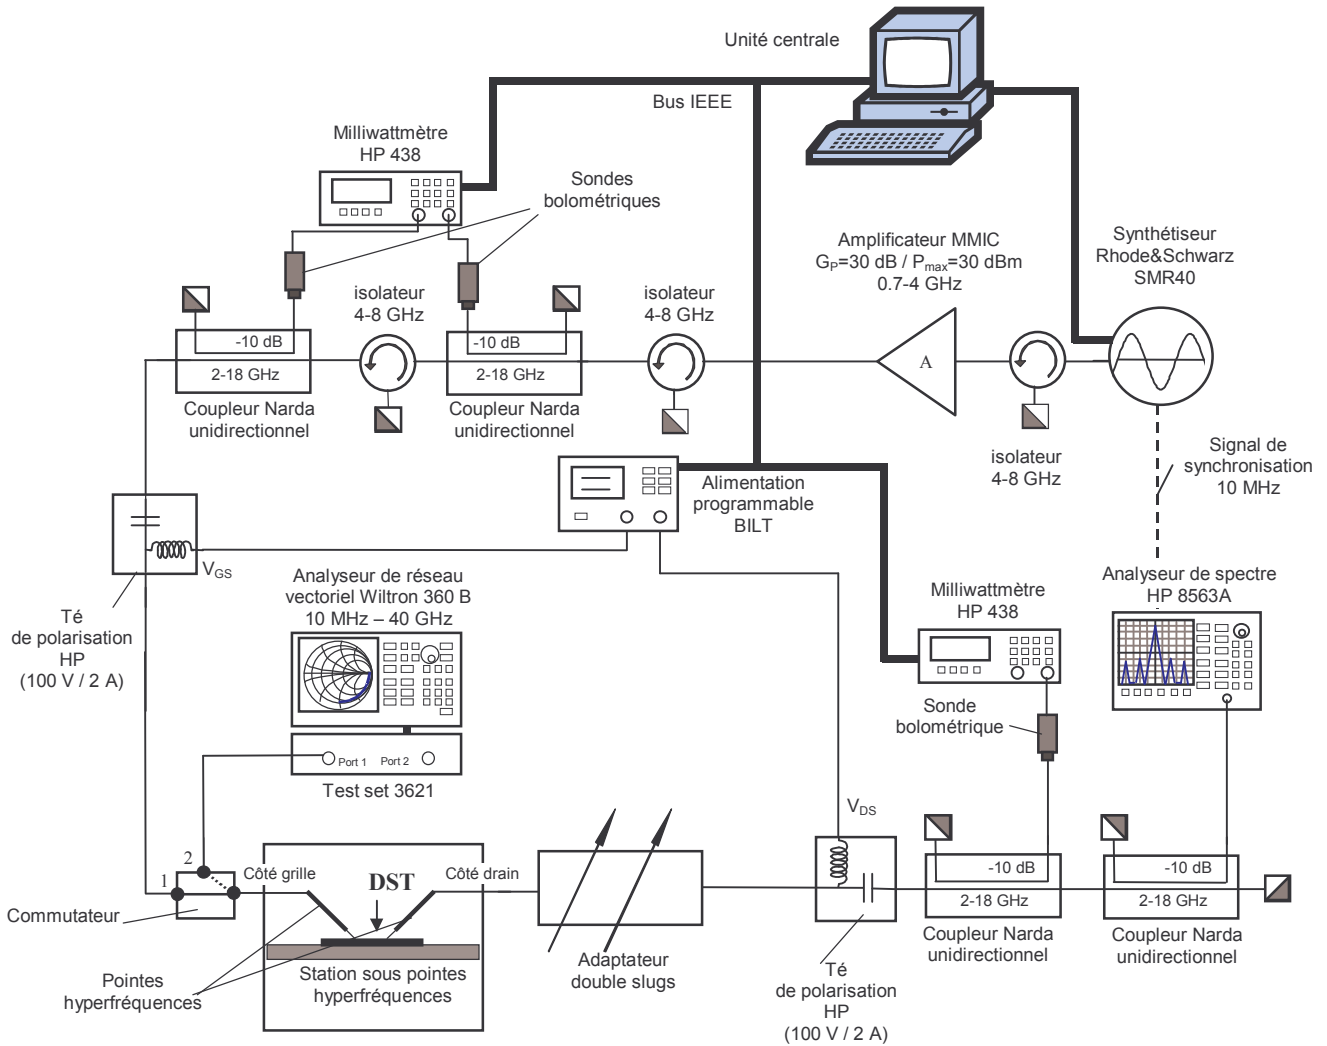 Unité centrale
Bus IEEE
Milliwattmètre
HP 438
Sondes
bolométriques
Amplificateur MMIC
GP=30 dB / Pmax=30 dBm
0.7-4 GHz
Synthétiseur
Rhode&Schwarz
SMR40
isolateur
4-8 GHz
isolateur
4-8 GHz
-10 dB
2-18 GHz
-10 dB
2-18 GHz
A
Coupleur Narda
unidirectionnel
Coupleur Narda
unidirectionnel
isolateur
4-8 GHz
Signal de
synchronisation
10 MHz
Alimentation
programmable
BILT
VGS
Té
de polarisation
HP
(100 V / 2 A)
Analyseur de réseau
vectoriel Wiltron 360 B
10 MHz – 40 GHz
Port 1
Port 2
Test set 3621
Milliwattmètre
HP 438
Analyseur de spectre
HP 8563A
Sonde
bolométrique
VDS
2
1
Commutateur
Côté grille
DST
Côté drain
Pointes
hyperfréquences
Station sous pointes
hyperfréquences
Adaptateur
double slugs
-10 dB
2-18 GHz
-10 dB
2-18 GHz
Coupleur Narda
unidirectionnel
Coupleur Narda
unidirectionnel
Té
de polarisation
HP
(100 V / 2 A)